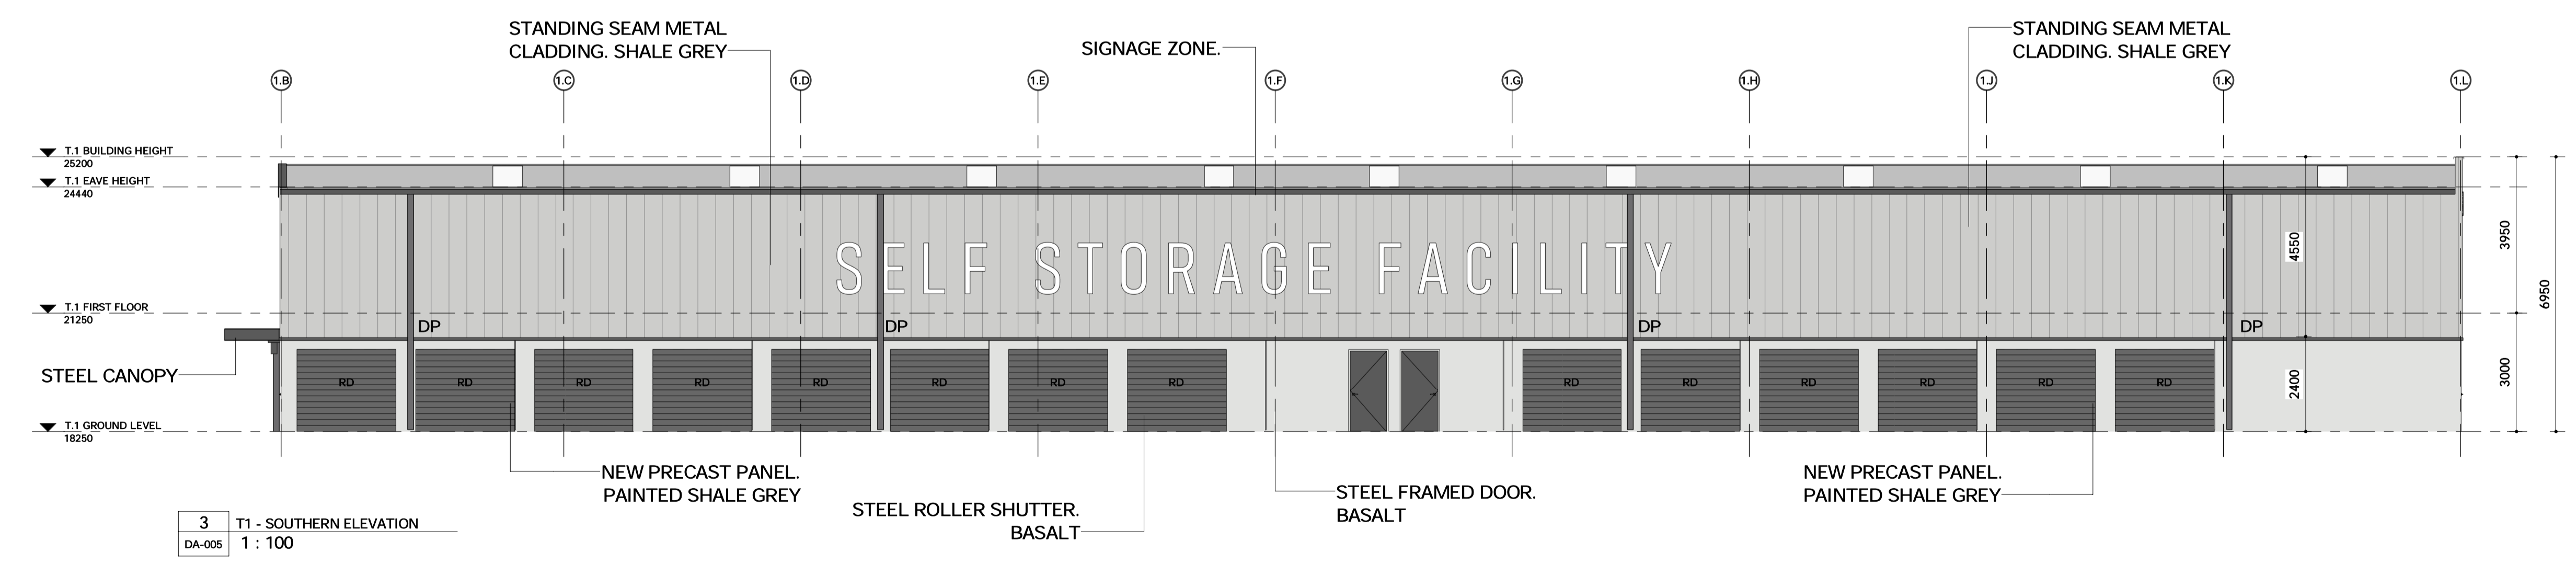 STANDING SEAM METAL
CLADDING. SHALE GREY
SIGNAGE ZONE.
STANDING SEAM METAL
CLADDING. SHALE GREY
1.B
1.C
1.D
1.E
1.F
1.G
1.H
1.J
1.K
1.L
T.1 BUILDING HEIGHT
25200
T.1 EAVE HEIGHT
24440
T.1 FIRST FLOOR
21250
T.1 GROUND LEVEL
18250
SELF STORAGE FACILITY
DP
DP
DP
DP
4550
3950
6950
2400
3000
STEEL CANOPY
RD
RD
RD
RD
RD
RD
RD
RD
RD
RD
RD
RD
RD
RD
NEW PRECAST PANEL.
PAINTED SHALE GREY
STEEL ROLLER SHUTTER.
BASALT
STEEL FRAMED DOOR.
BASALT
NEW PRECAST PANEL.
PAINTED SHALE GREY
3
T1 - SOUTHERN ELEVATION
DA-005
1 : 100